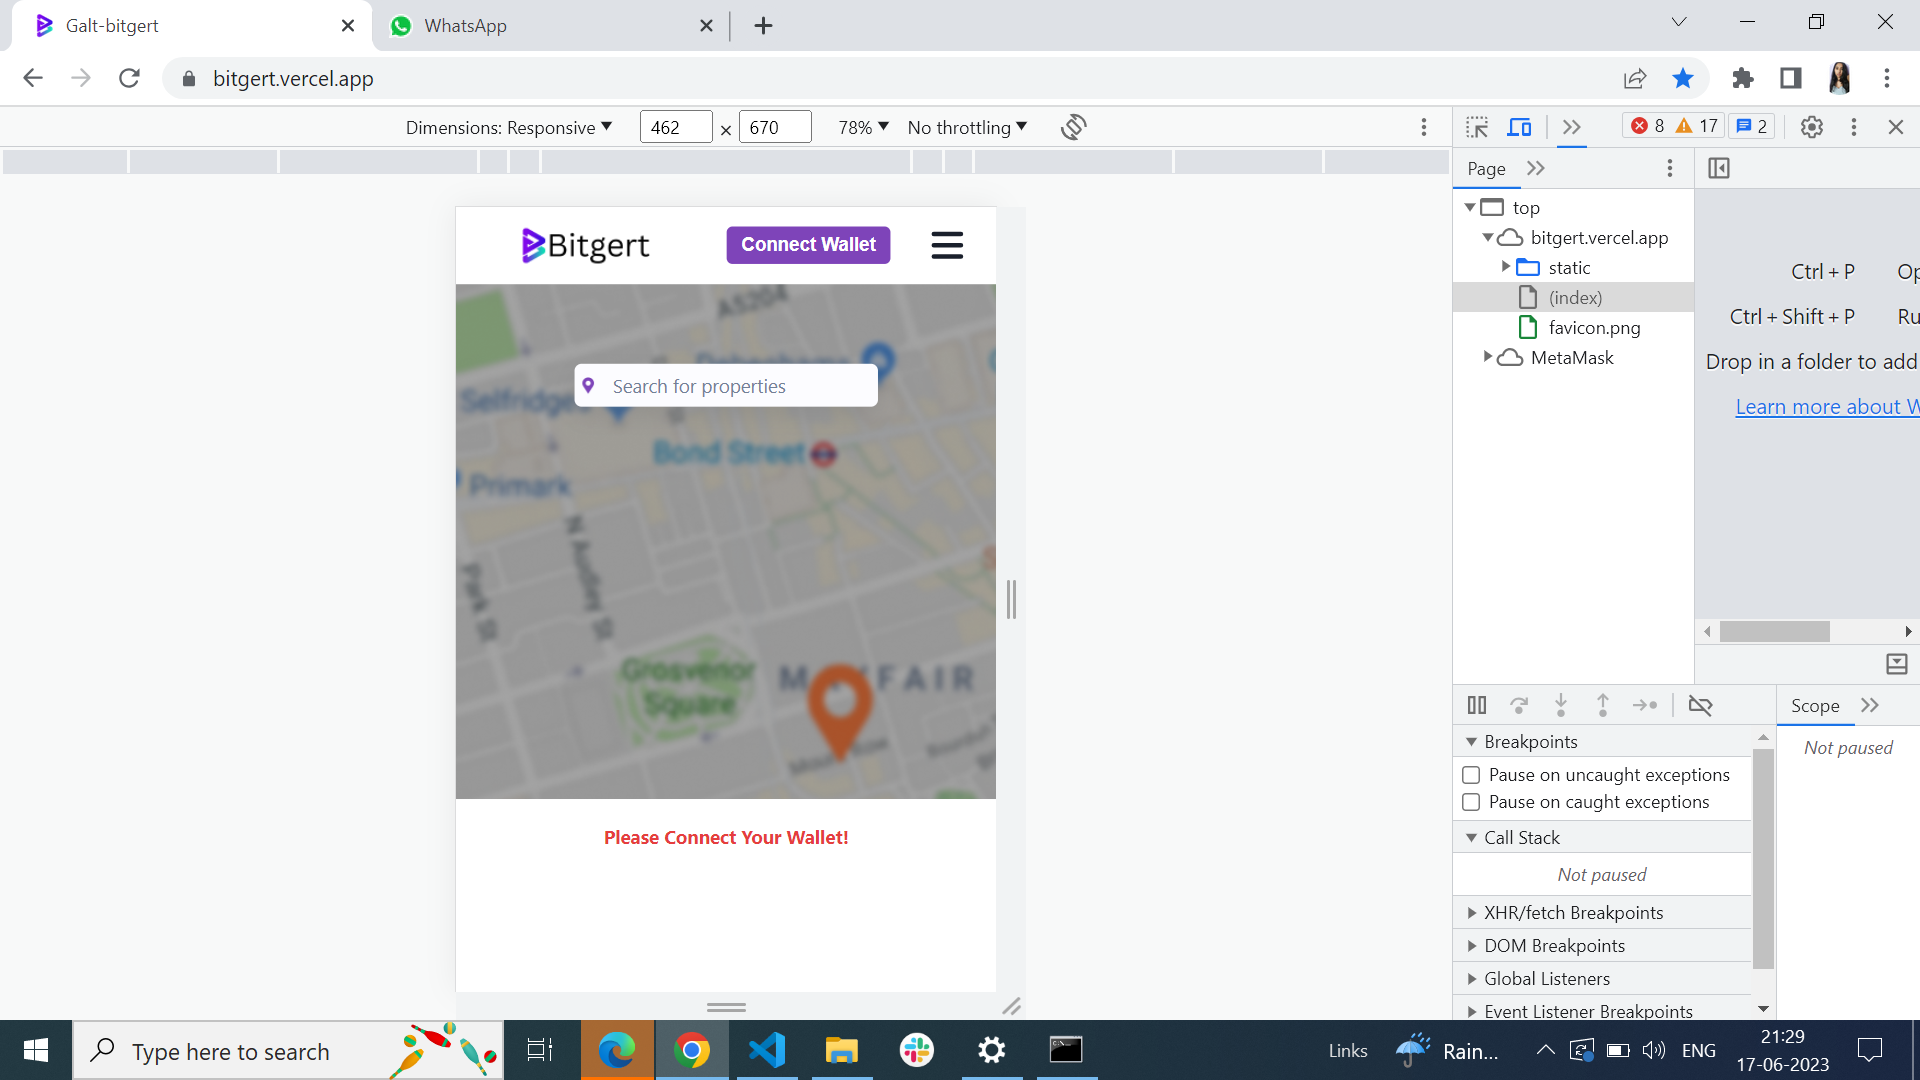 Galt-bitgert
WhatsApp
bitgert.vercel.app
Dimensions: Responsive
462 × 670
78%
No throttling
8
17
2
Page
top
bitgert.vercel.app
static
(index)
favicon.png
MetaMask
Ctrl + P
Op
Ctrl + Shift + P
Ru
Drop in a folder to add
Learn more about W
Bitgert
Connect Wallet
A5204
Search for properties
Selfridge
Bond Street
Primark
N Audley St
Park St
Grosvenor
Square
MAYFAIR
Please Connect Your Wallet!
Scope
Not paused
Breakpoints
Pause on uncaught exceptions
Pause on caught exceptions
Call Stack
Not paused
XHR/fetch Breakpoints
DOM Breakpoints
Global Listeners
Event Listener Breakpoints
Type here to search
Links
Rain...
ENG
21:29
17-06-2023